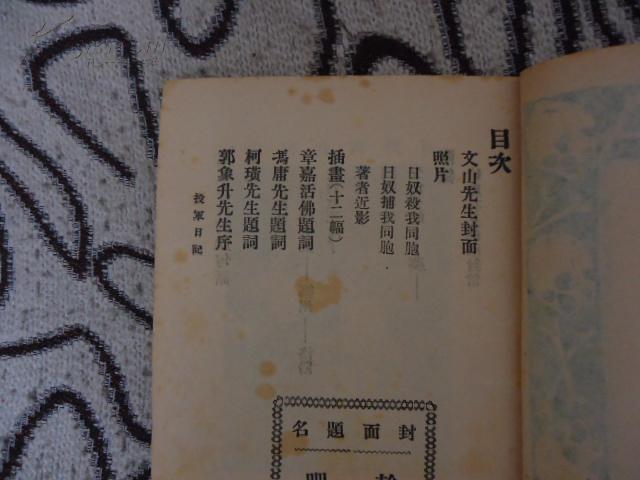 目次
文山先生封面
照片
日奴殺我同胞
日奴捕我同胞
著者近影
插畫(十二幅)
章嘉活佛題詞
馮庸先生題詞
柯璜先生題詞
郭象升先生序
從軍日記
封面題名